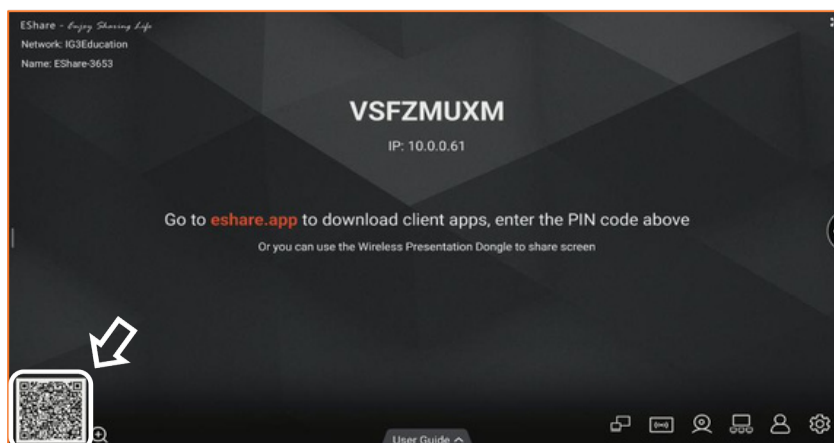 EShare - Enjoy Sharing Life
Network: IG3Education
Name: EShare-3653
VSFZMUXM
IP: 10.0.0.61
Go to eshare.app to download client apps, enter the PIN code above
Or you can use the Wireless Presentation Dongle to share screen
User Guide